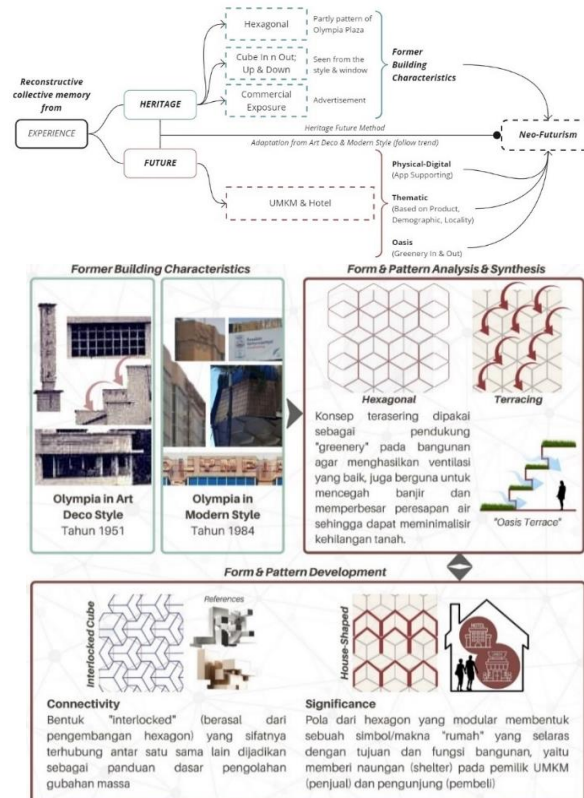 Reconstructive
collective memory
from
EXPERIENCE
HERITAGE
FUTURE
Hexagonal
Partly pattern of
Olympia Plaza
Cube In n Out;
Up & Down
Seen from the
style & window
Commercial
Exposure
Advertisement
Former
Building
Characteristics
Heritage Future Method
Adaptation from Art Deco & Modern Style (follow trend)
Neo-Futurism
UMKM & Hotel
Physical-Digital
(App Supporting)
Thematic
(Based on Product,
Demographic, Locality)
Oasis
(Greenery In & Out)
Former Building Characteristics
Olympia in Art
Deco Style
Tahun 1951
Olympia in
Modern Style
Tahun 1984
Form & Pattern Analysis & Synthesis
Hexagonal
Terracing
Konsep terasering dipakai
sebagai pendukung
"greenery" pada bangunan
agar menghasilkan ventilasi
yang baik, juga berguna untuk
mencegah banjir dan
memperbesar peresapan air
sehingga dapat meminimalisir
kehilangan tanah.
"Oasis Terrace"
Form & Pattern Development
Interlocked Cube
References
House-Shaped
Connectivity
Bentuk "interlocked" (berasal dari
pengembangan hexagon) yang sifatnya
terhubung antar satu sama lain dijadikan
sebagai panduan dasar pengolahan
gubahan massa
Significance
Pola dari hexagon yang modular membentuk
sebuah simbol/makna "rumah" yang selaras
dengan tujuan dan fungsi bangunan, yaitu
memberi naungan (shelter) pada pemilik UMKM
(penjual) dan pengunjung (pembeli)